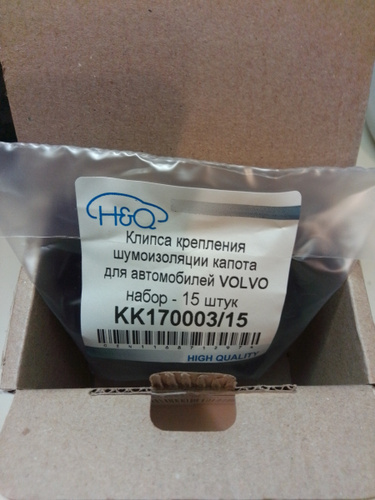 H&Q
Клипса крепления
шумоизоляции капота
для автомобилей VOLVO
набор - 15 штук
KK170003/15
HIGH QUALITY